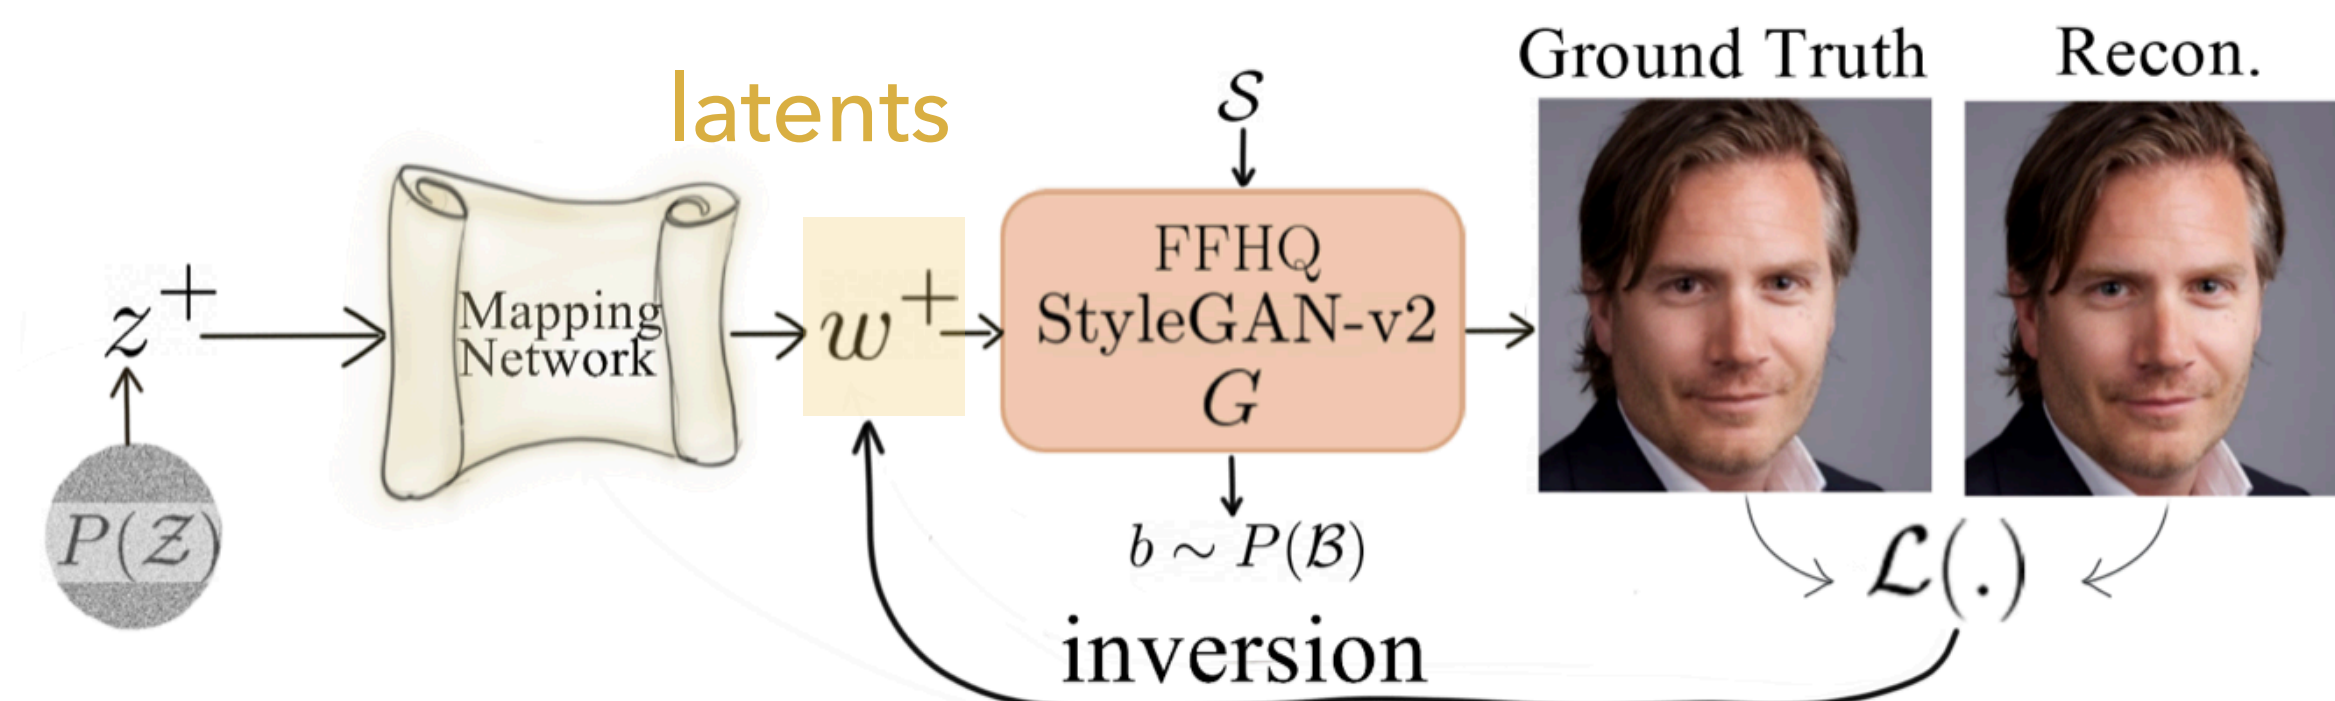 latents
𝒮
Ground Truth
Recon.
z⁺
Mapping
Network
w⁺
FFHQ
StyleGAN-v2
G
P(𝒵)
b ∼ P(ℬ)
ℒ(.)
inversion